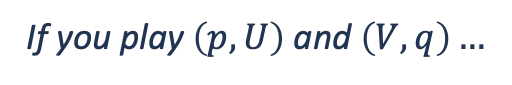 If you play (p, U) and (V, q) ...